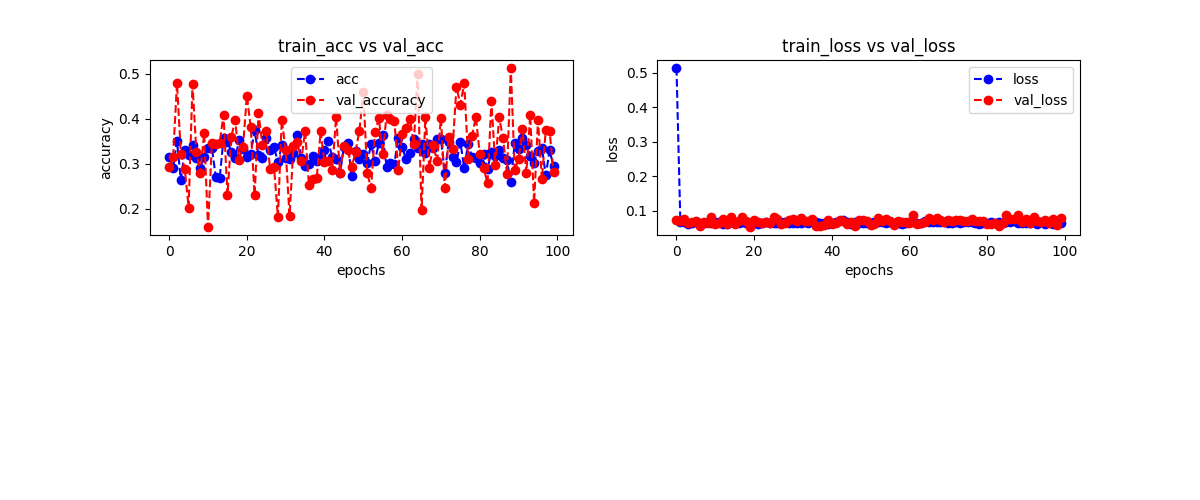 train_acc vs val_acc
accuracy
0.5
0.4
0.3
0.2
acc
val_accuracy
0
20
40
60
80
100
epochs
train_loss vs val_loss
loss
0.5
0.4
0.3
0.2
0.1
loss
val_loss
0
20
40
60
80
100
epochs